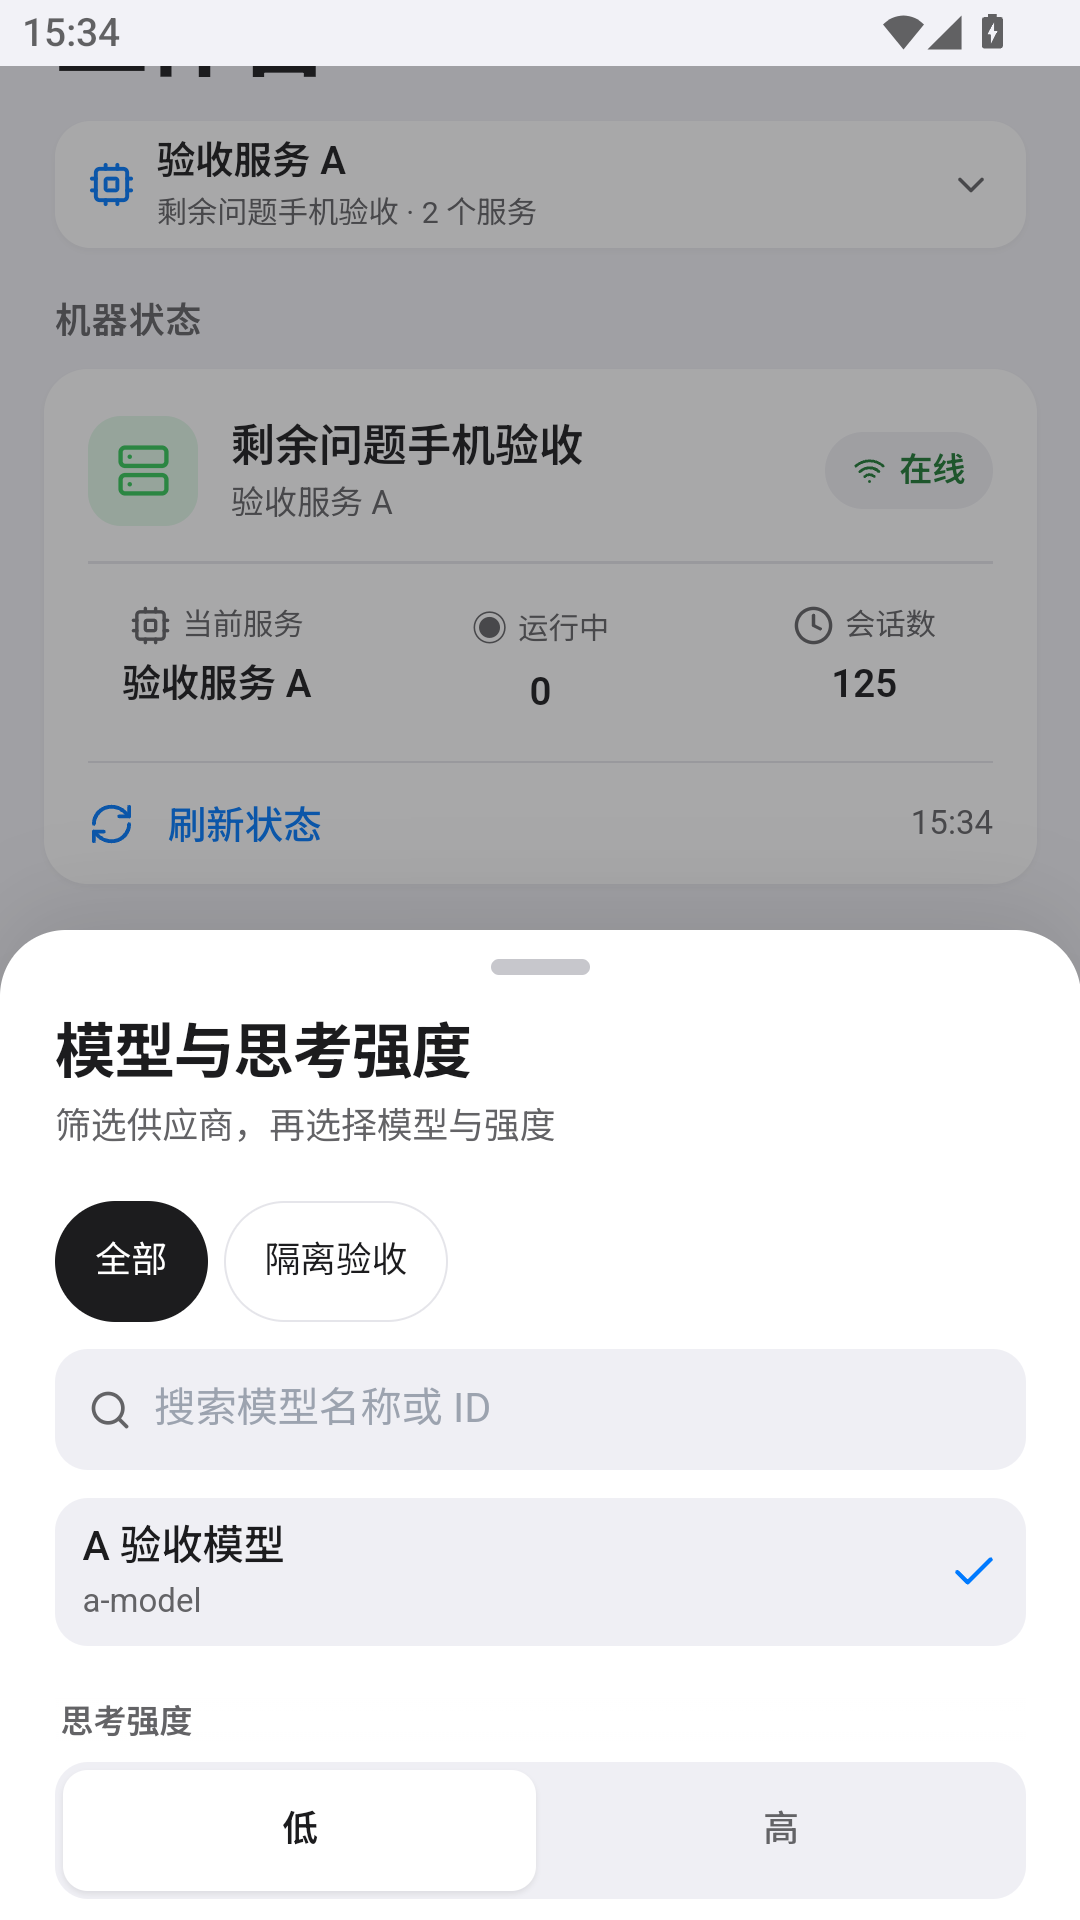 15:34
验收服务 A
剩余问题手机验收 · 2 个服务
机器状态
剩余问题手机验收
验收服务 A
在线
当前服务
运行中
会话数
验收服务 A
0
125
刷新状态
15:34
模型与思考强度
筛选供应商，再选择模型与强度
全部
隔离验收
搜索模型名称或 ID
A 验收模型
a-model
思考强度
低
高